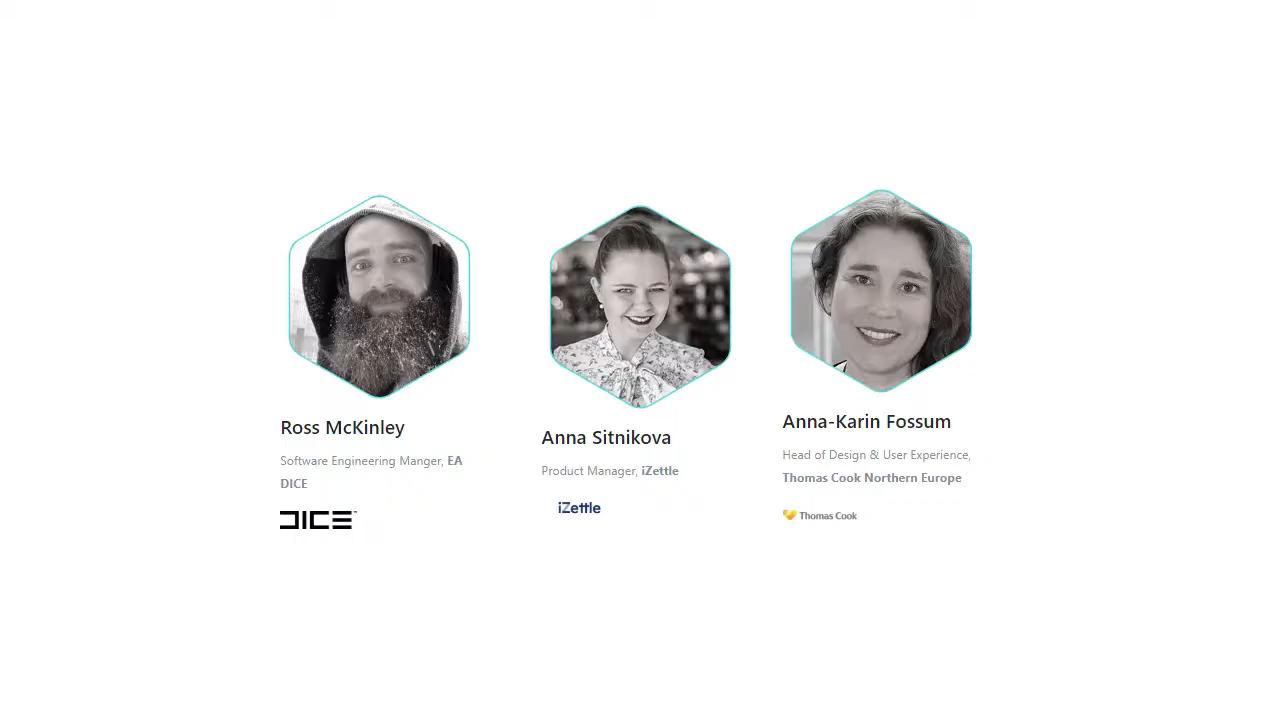 Ross McKinley
Software Engineering Manger, EA
DICE
DICE™
Anna Sitnikova
Product Manager, iZettle
iZettle
Anna-Karin Fossum
Head of Design & User Experience,
Thomas Cook Northern Europe
Thomas Cook